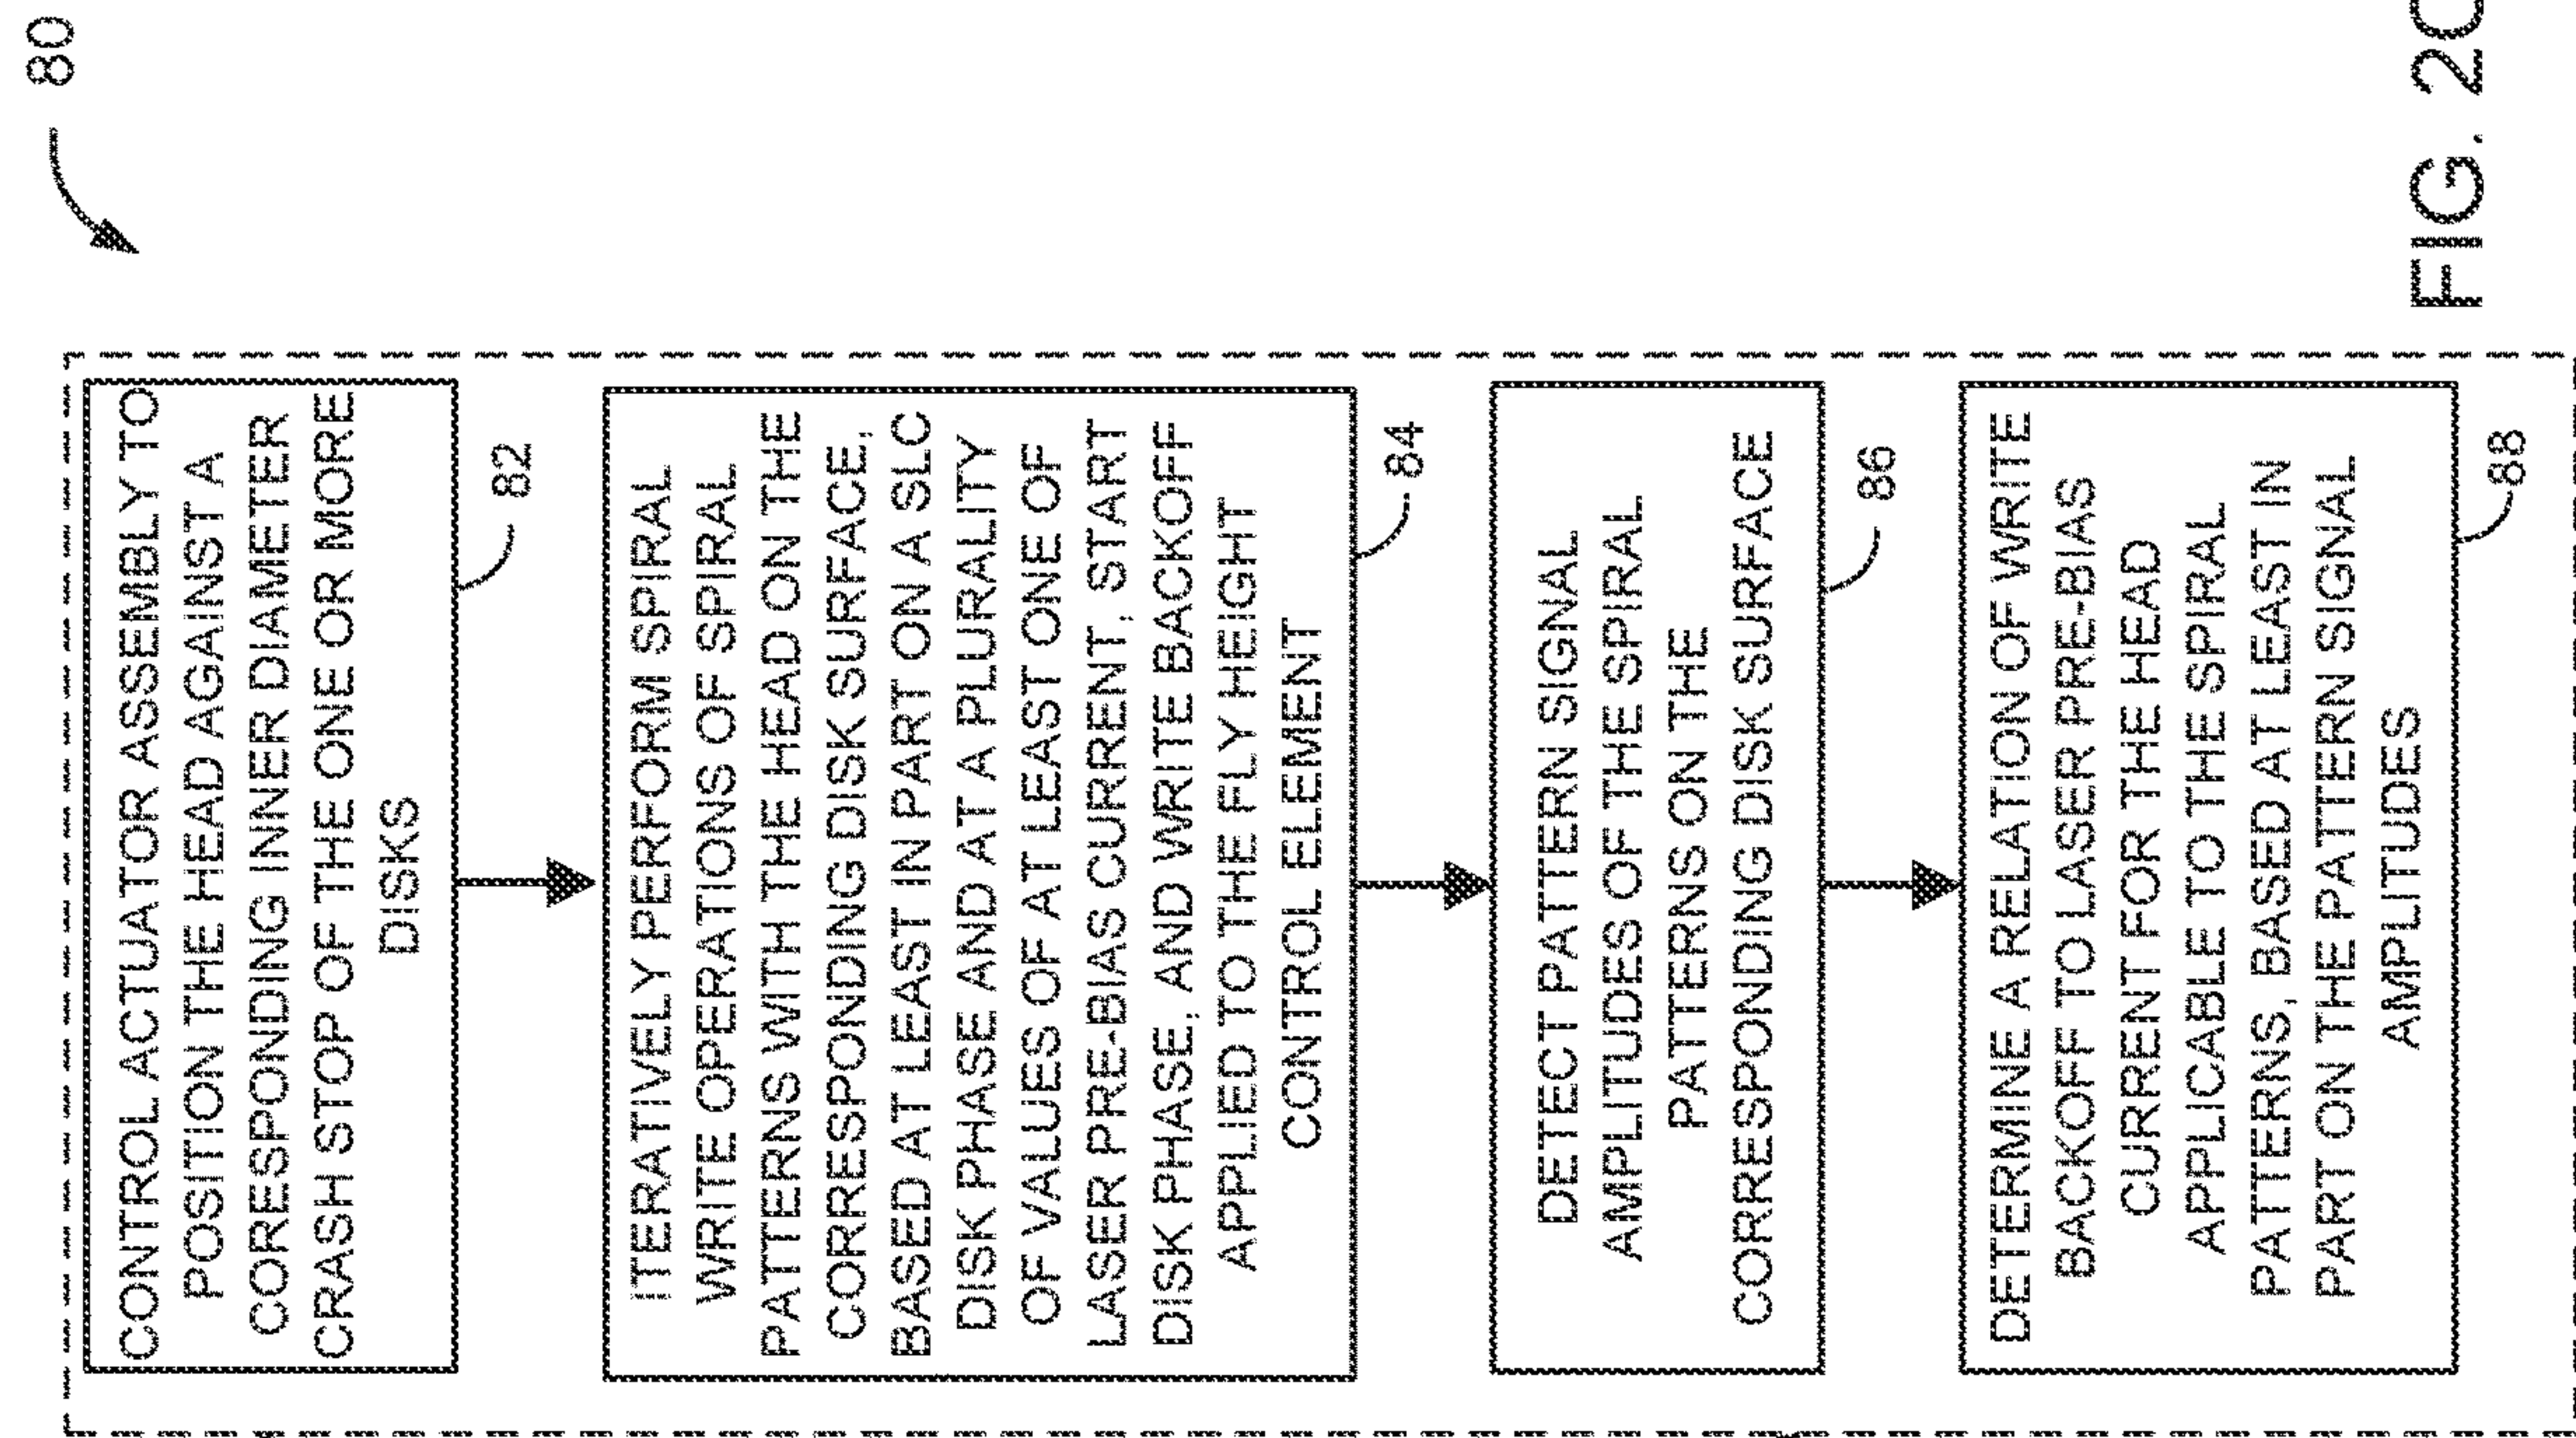 80
CONTROL ACTUATOR ASSEMBLY TO
POSITION THE HEAD AGAINST A
CORESPONDING INNER DIAMETER
CRASH STOP OF THE ONE OR MORE
DISKS
82
ITERATIVELY PERFORM SPIRAL
WRITE OPERATIONS OF SPIRAL
PATTERNS WITH THE HEAD ON THE
CORRESPONDING DISK SURFACE,
BASED AT LEAST IN PART ON A SLC
DISK PHASE AND AT A PLURALITY
OF VALUES OF AT LEAST ONE OF
LASER PRE-BIAS CURRENT, START
DISK PHASE, AND WRITE BACKOFF
APPLIED TO THE FLY HEIGHT
CONTROL ELEMENT
84
DETECT PATTERN SIGNAL
AMPLITUDES OF THE SPIRAL
PATTERNS ON THE
CORRESPONDING DISK SURFACE
86
DETERMINE A RELATION OF WRITE
BACKOFF TO LASER PRE-BIAS
CURRENT FOR THE HEAD
APPLICABLE TO THE SPIRAL
PATTERNS, BASED AT LEAST IN
PART ON THE PATTERN SIGNAL
AMPLITUDES
88
FIG. 2C